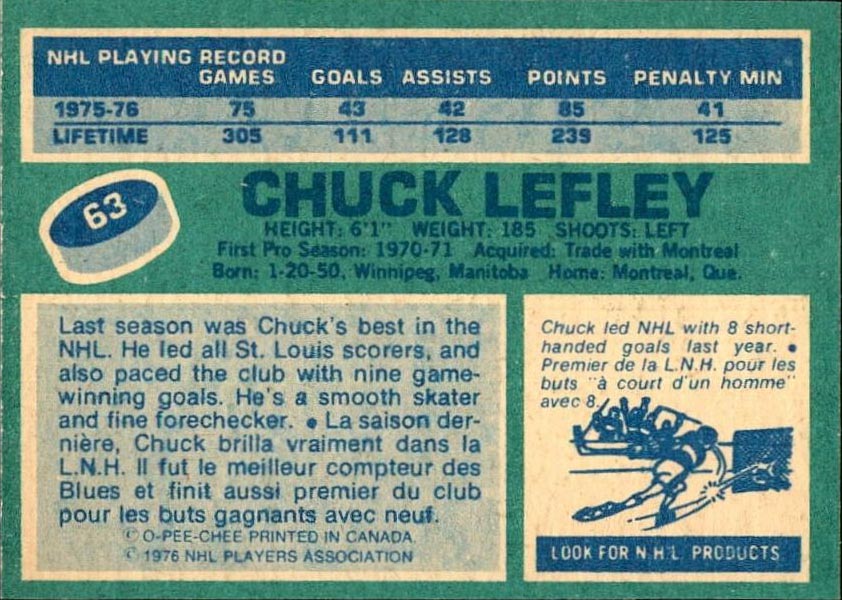 NHL PLAYING RECORD
GAMES GOALS ASSISTS POINTS PENALTY MIN
1975-76 75 43 42 85 41
LIFETIME 305 111 128 239 125
63
CHUCK LEFLEY
HEIGHT: 6'1" WEIGHT: 185 SHOOTS: LEFT
First Pro Season: 1970-71 Acquired: Trade with Montreal
Born: 1-20-50, Winnipeg, Manitoba Home: Montreal, Que.
Last season was Chuck's best in the
NHL. He led all St. Louis scorers, and
also paced the club with nine game-
winning goals. He's a smooth skater
and fine forechecker. • La saison der-
nière, Chuck brilla vraiment dans la
L.N.H. Il fut le meilleur compteur des
Blues et finit aussi premier du club
pour les buts gagnants avec neuf.
© O-PEE-CHEE PRINTED IN CANADA
© 1976 NHL PLAYERS ASSOCIATION
Chuck led NHL with 8 short-
handed goals last year. •
Premier de la L.N.H. pour les
buts "à court d'un homme"
avec 8.
LOOK FOR N.H.L. PRODUCTS